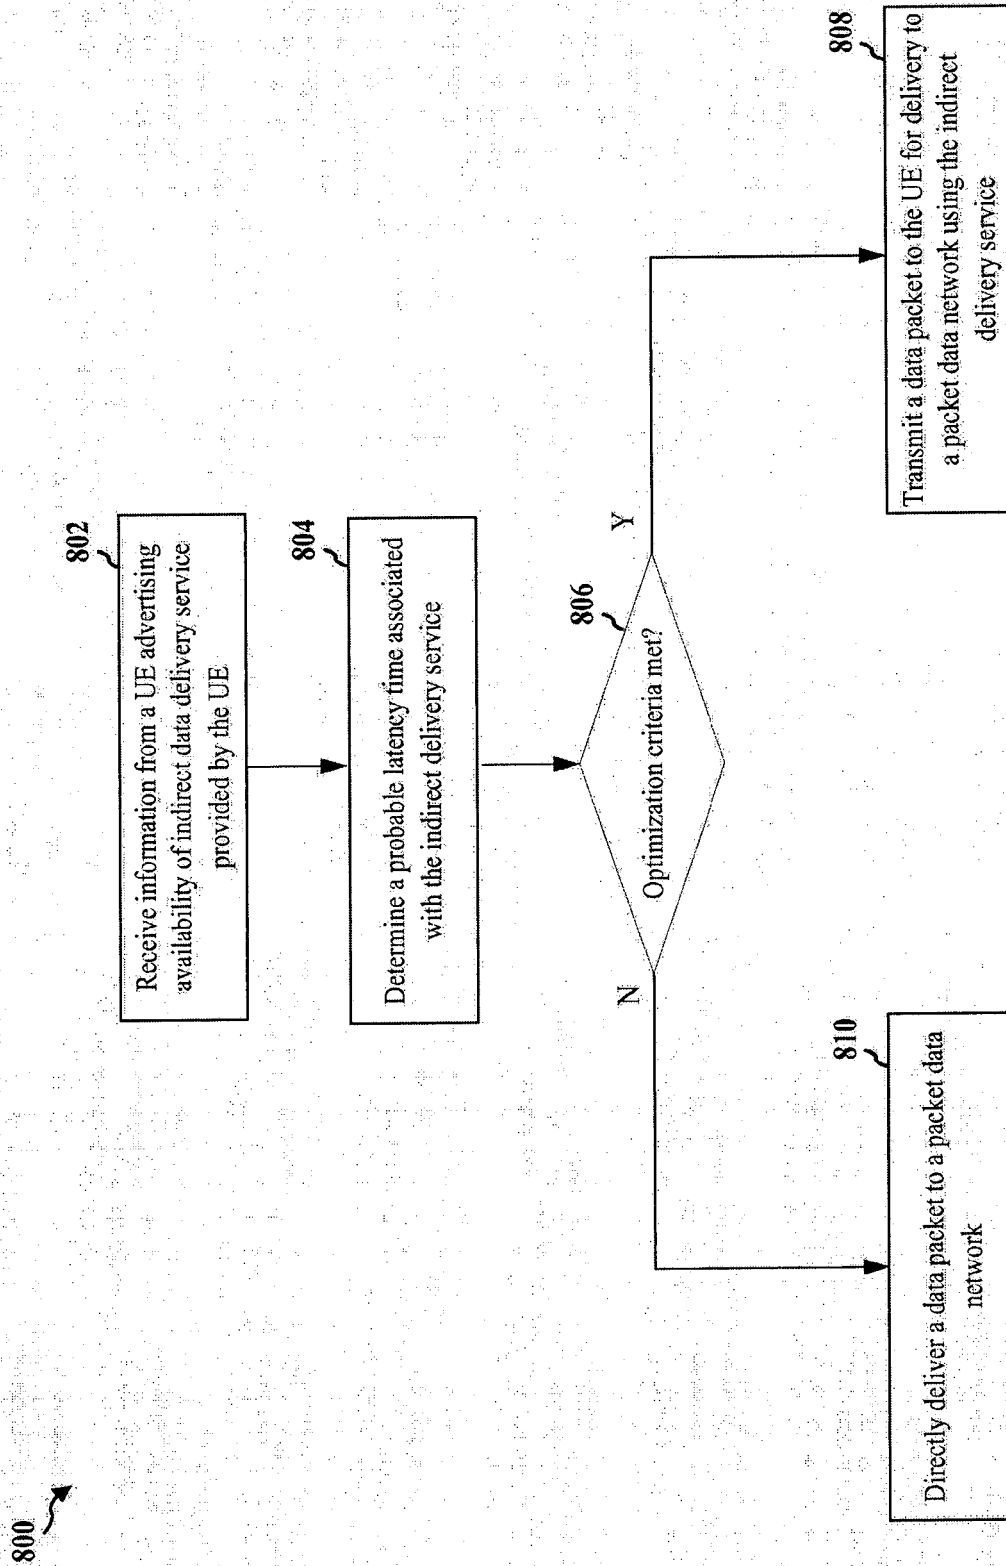 800
802
Receive information from a UE advertising
availability of indirect data delivery service
provided by the UE
804
Determine a probable latency time associated
with the indirect delivery service
806
Optimization criteria met?
N
Y
810
Directly deliver a data packet to a packet data
network
808
Transmit a data packet to the UE for delivery to
a packet data network using the indirect
delivery service